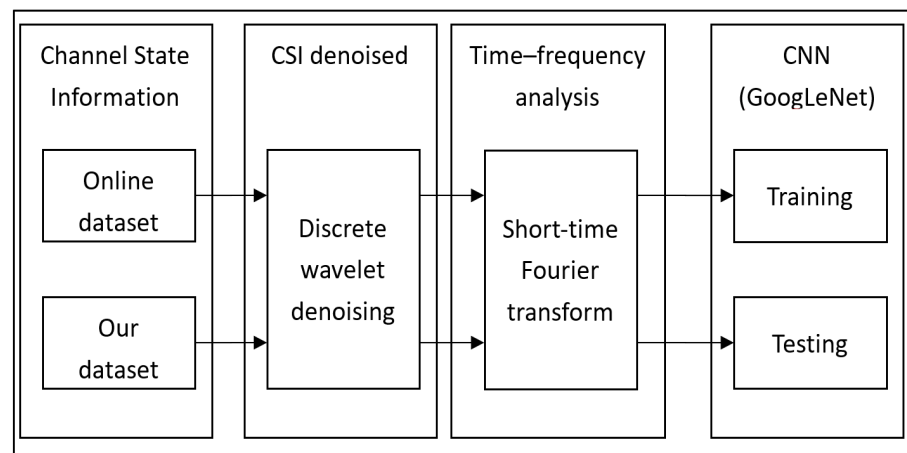 Channel State
Information
CSI denoised
Time–frequency
analysis
CNN
(GoogLeNet)
Online
dataset
Our
dataset
Discrete
wavelet
denoising
Short-time
Fourier
transform
Training
Testing